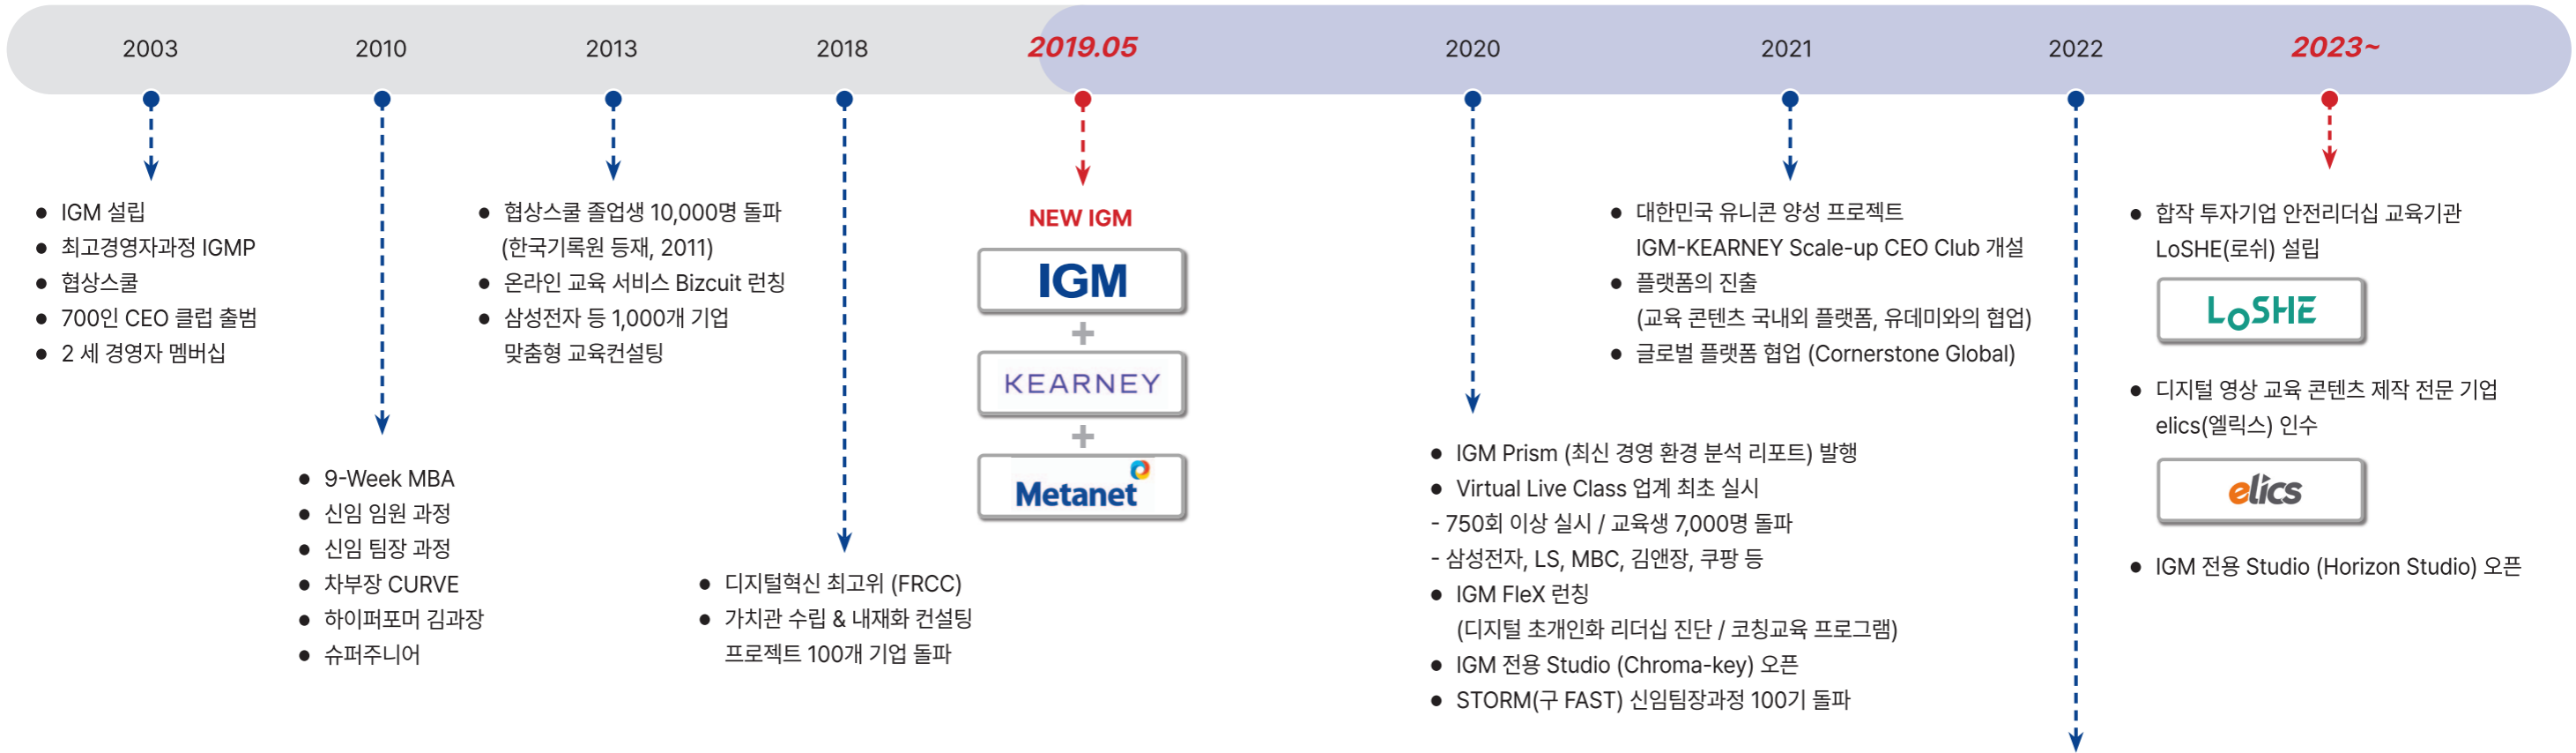 2003
2010
2013
2018
2019.05
2020
2021
2022
2023~
● IGM 설립
● 최고경영자과정 IGMP
● 협상스쿨
● 700인 CEO 클럽 출범
● 2 세 경영자 멤버십
● 9-Week MBA
● 신임 임원 과정
● 신임 팀장 과정
● 차부장 CURVE
● 하이퍼포머 김과장
● 슈퍼주니어
● 협상스쿨 졸업생 10,000명 돌파
(한국기록원 등재, 2011)
● 온라인 교육 서비스 Bizcuit 런칭
● 삼성전자 등 1,000개 기업
맞춤형 교육컨설팅
● 디지털혁신 최고위 (FRCC)
● 가치관 수립 & 내재화 컨설팅
프로젝트 100개 기업 돌파
NEW IGM
IGM
+
KEARNEY
+
Metanet
● IGM Prism (최신 경영 환경 분석 리포트) 발행
● Virtual Live Class 업계 최초 실시
- 750회 이상 실시 / 교육생 7,000명 돌파
- 삼성전자, LS, MBC, 김앤장, 쿠팡 등
● IGM FleX 런칭
(디지털 초개인화 리더십 진단 / 코칭교육 프로그램)
● IGM 전용 Studio (Chroma-key) 오픈
● STORM(구 FAST) 신임팀장과정 100기 돌파
● 대한민국 유니콘 양성 프로젝트
IGM-KEARNEY Scale-up CEO Club 개설
● 플랫폼의 진출
(교육 콘텐츠 국내외 플랫폼, 유데미와의 협업)
● 글로벌 플랫폼 협업 (Cornerstone Global)
● 합작 투자기업 안전리더십 교육기관
LoSHE(로쉬) 설립
LoSHE
● 디지털 영상 교육 콘텐츠 제작 전문 기업
elics(엘릭스) 인수
elics
● IGM 전용 Studio (Horizon Studio) 오픈